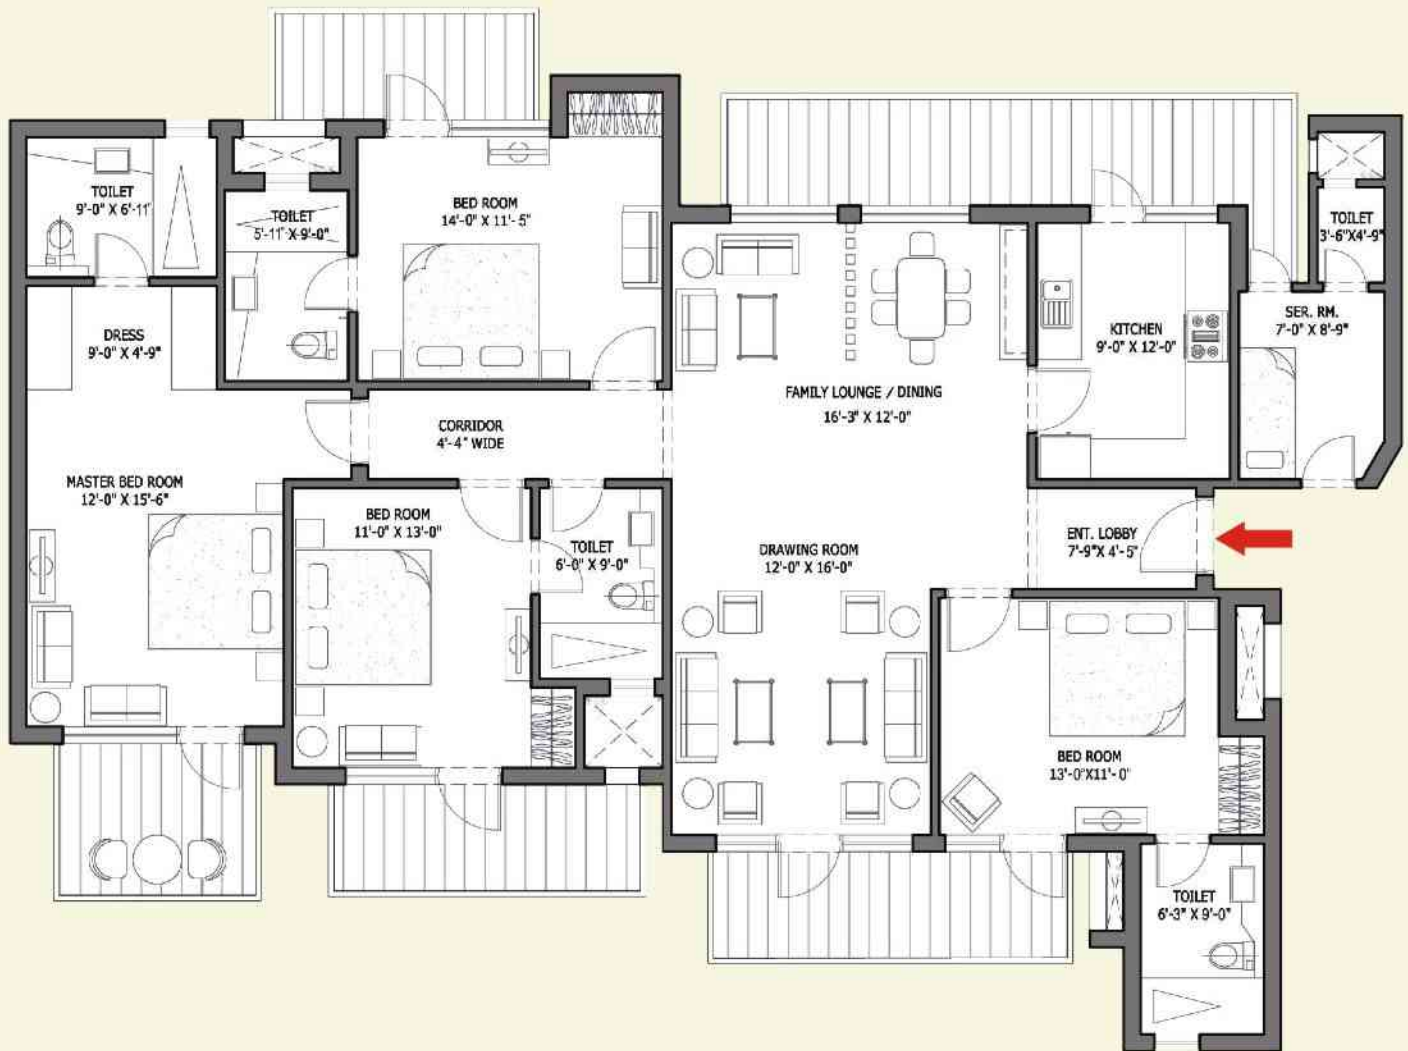 TOILET
9'-0" X 6'-11"
TOILET
5'-11" X 9'-0"
BED ROOM
14'-0" X 11'- 5"
TOILET
3'-6"X4'-9"
DRESS
9'-0" X 4'-9"
KITCHEN
9'-0" X 12'-0"
SER. RM.
7'-0" X 8'-9"
FAMILY LOUNGE / DINING
16'-3" X 12'-0"
CORRIDOR
4'-4" WIDE
MASTER BED ROOM
12'-0" X 15'-6"
BED ROOM
11'-0" X 13'-0"
TOILET
6'-0" X 9'-0"
DRAWING ROOM
12'-0" X 16'-0"
ENT. LOBBY
7'-9"X 4'-5"
BED ROOM
13'-0"X11'- 0"
TOILET
6'-3" X 9'-0"